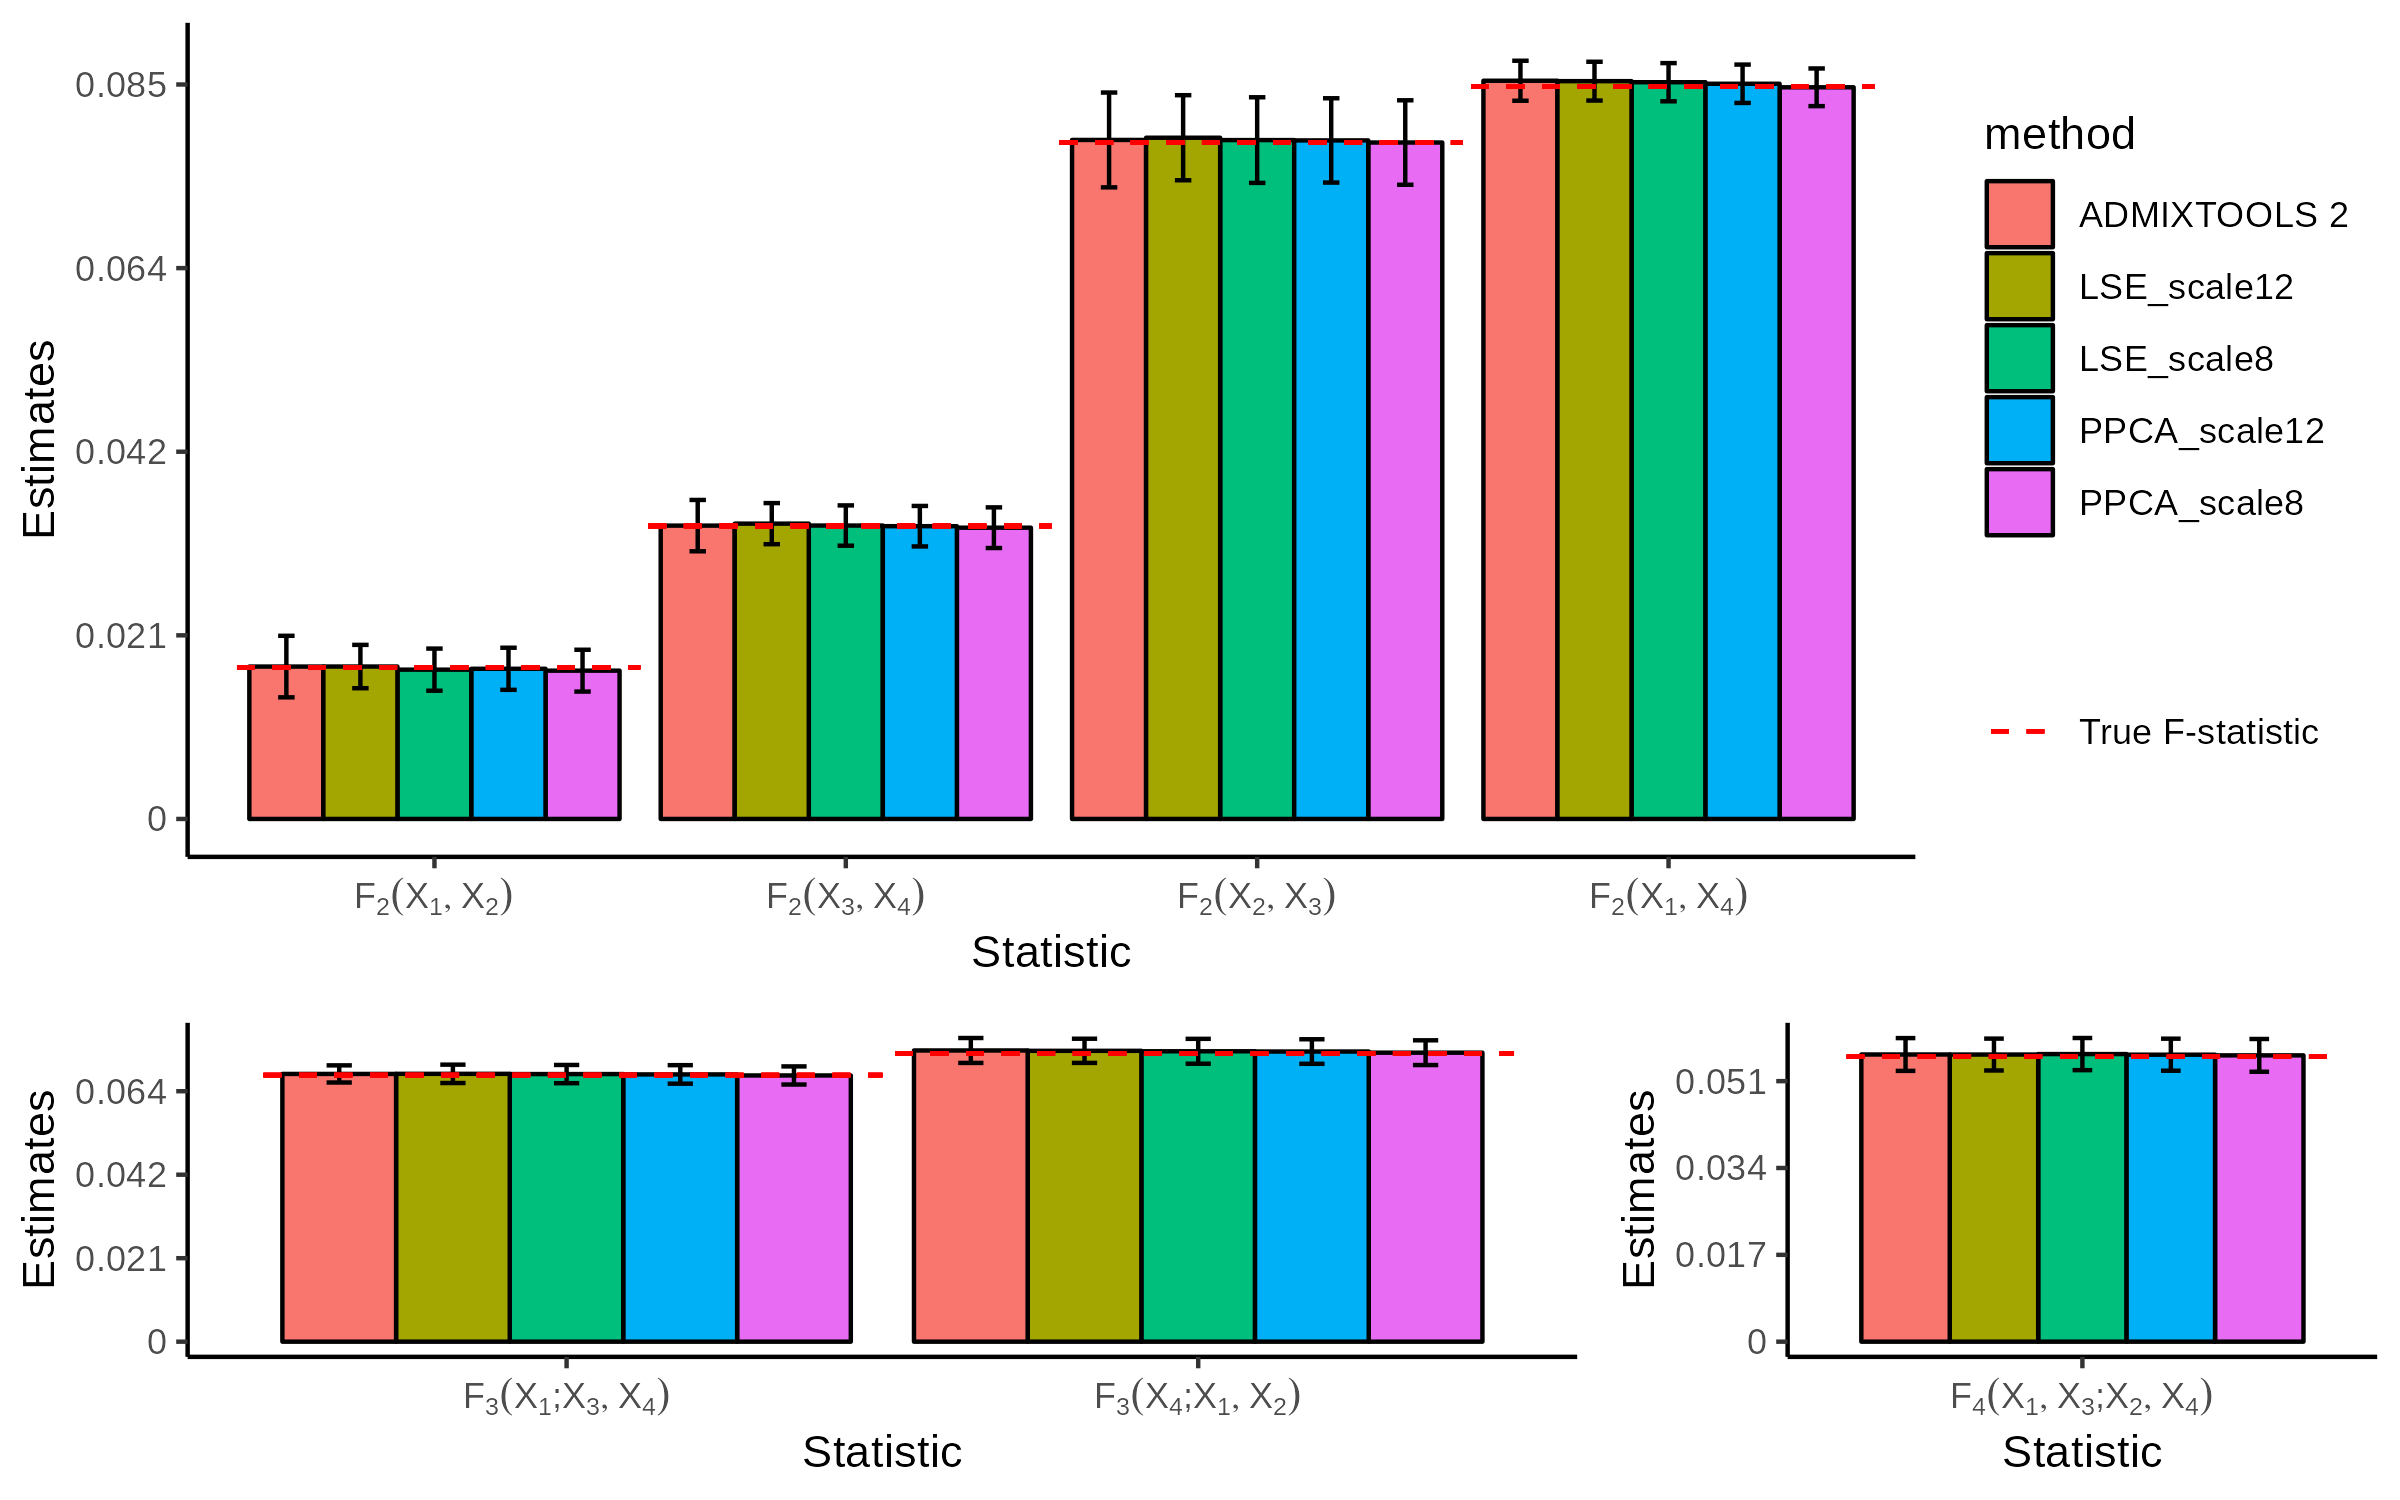 Estimates
0.085
0.064
0.042
0.021
0
F2(X1, X2)
F2(X3, X4)
F2(X2, X3)
F2(X1, X4)
Statistic
method
ADMIXTOOLS 2
LSE_scale12
LSE_scale8
PPCA_scale12
PPCA_scale8
True F-statistic
Estimates
0.064
0.042
0.021
0
F3(X1;X3, X4)
F3(X4;X1, X2)
Statistic
Estimates
0.051
0.034
0.017
0
F4(X1, X3;X2, X4)
Statistic